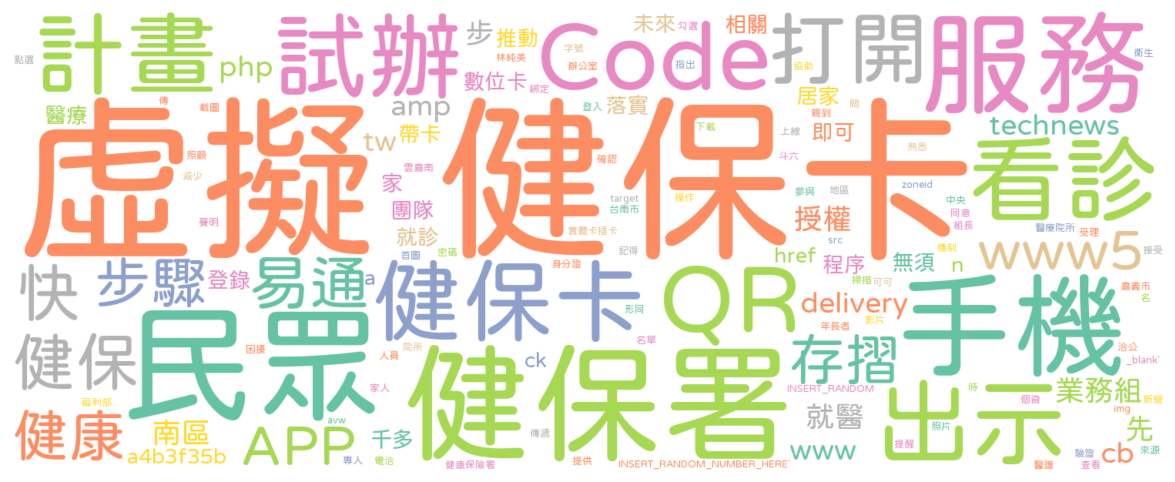 計畫
php
試辦
步
推動
林純美
數位卡
綁定
Code
字號
辦公室
未來
勾選
指出
相關
打開
協助
服務
衛生
點選
醫療
傳
截圖
amp
tw
帶卡
登入
落實
居家
親到
間
即可
technews
虛擬
健保卡
看診
照顧
減少
聲明
雲嘉南
家
團隊
就診
首圖
密碼
確認
下載
上線
斗六
熟悉
target
台南市
操作
實體卡插卡
記得
參與
地區
授權
zoneid
中央
同意
組長
醫療院所
受理
src
機制
www5
接受
快
步驟
登錄
易通
a
健保卡
身分證
形同
QR
href
程序
掃描
可可
無須
n
delivery
影片
年長者
手機
嘉義市
名
健保
民眾
困擾
人員
院所
名單
家人
ck
存摺
洽公
_blank'
INSERT_RANDOM
健保署
福利部
健康
南區
a4b3f35b
APP
avw
千多
專人
電洽
傳遞
健康保險署
提供
INSERT_RANDOM_NUMBER_HERE'
就醫
www
出示
時
個資
業務組
img
新營
照片
提醒
先
來源
驗證
查看
cb
醫護